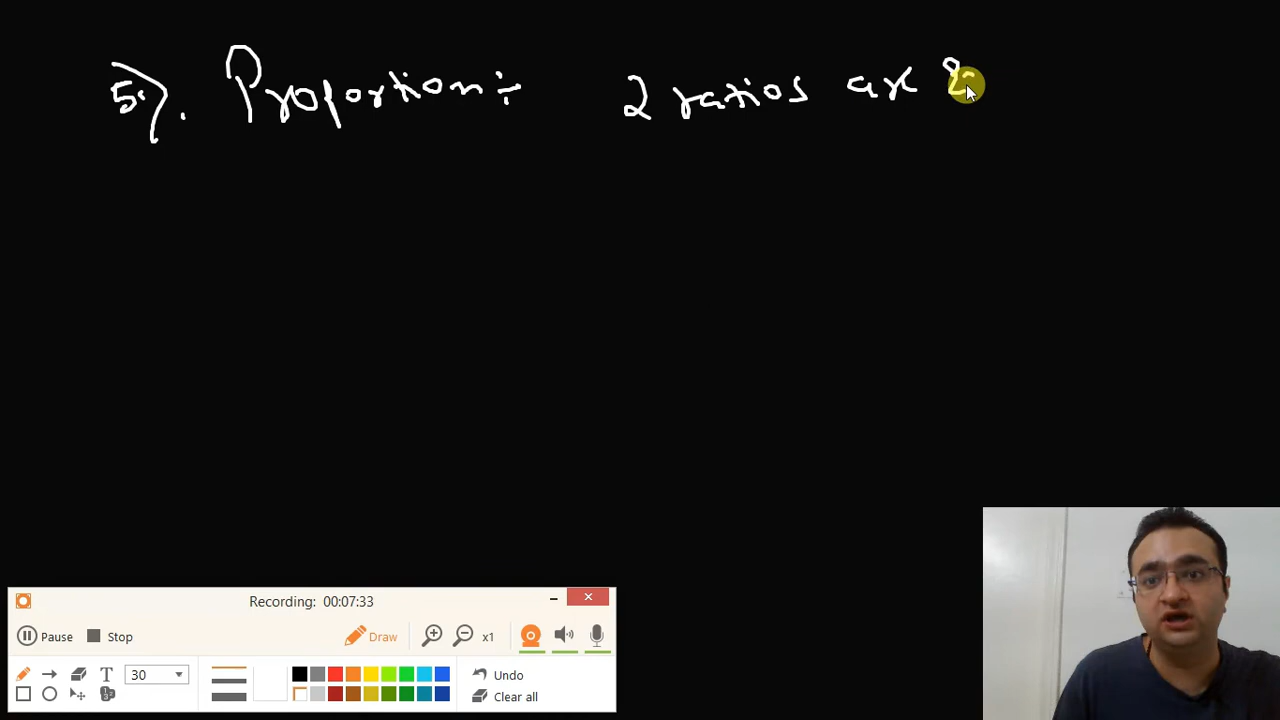 5.). Proportion :- 2 ratios are
Recording: 00:07:33
Pause Stop Draw x1
T 30 Undo
Clear all